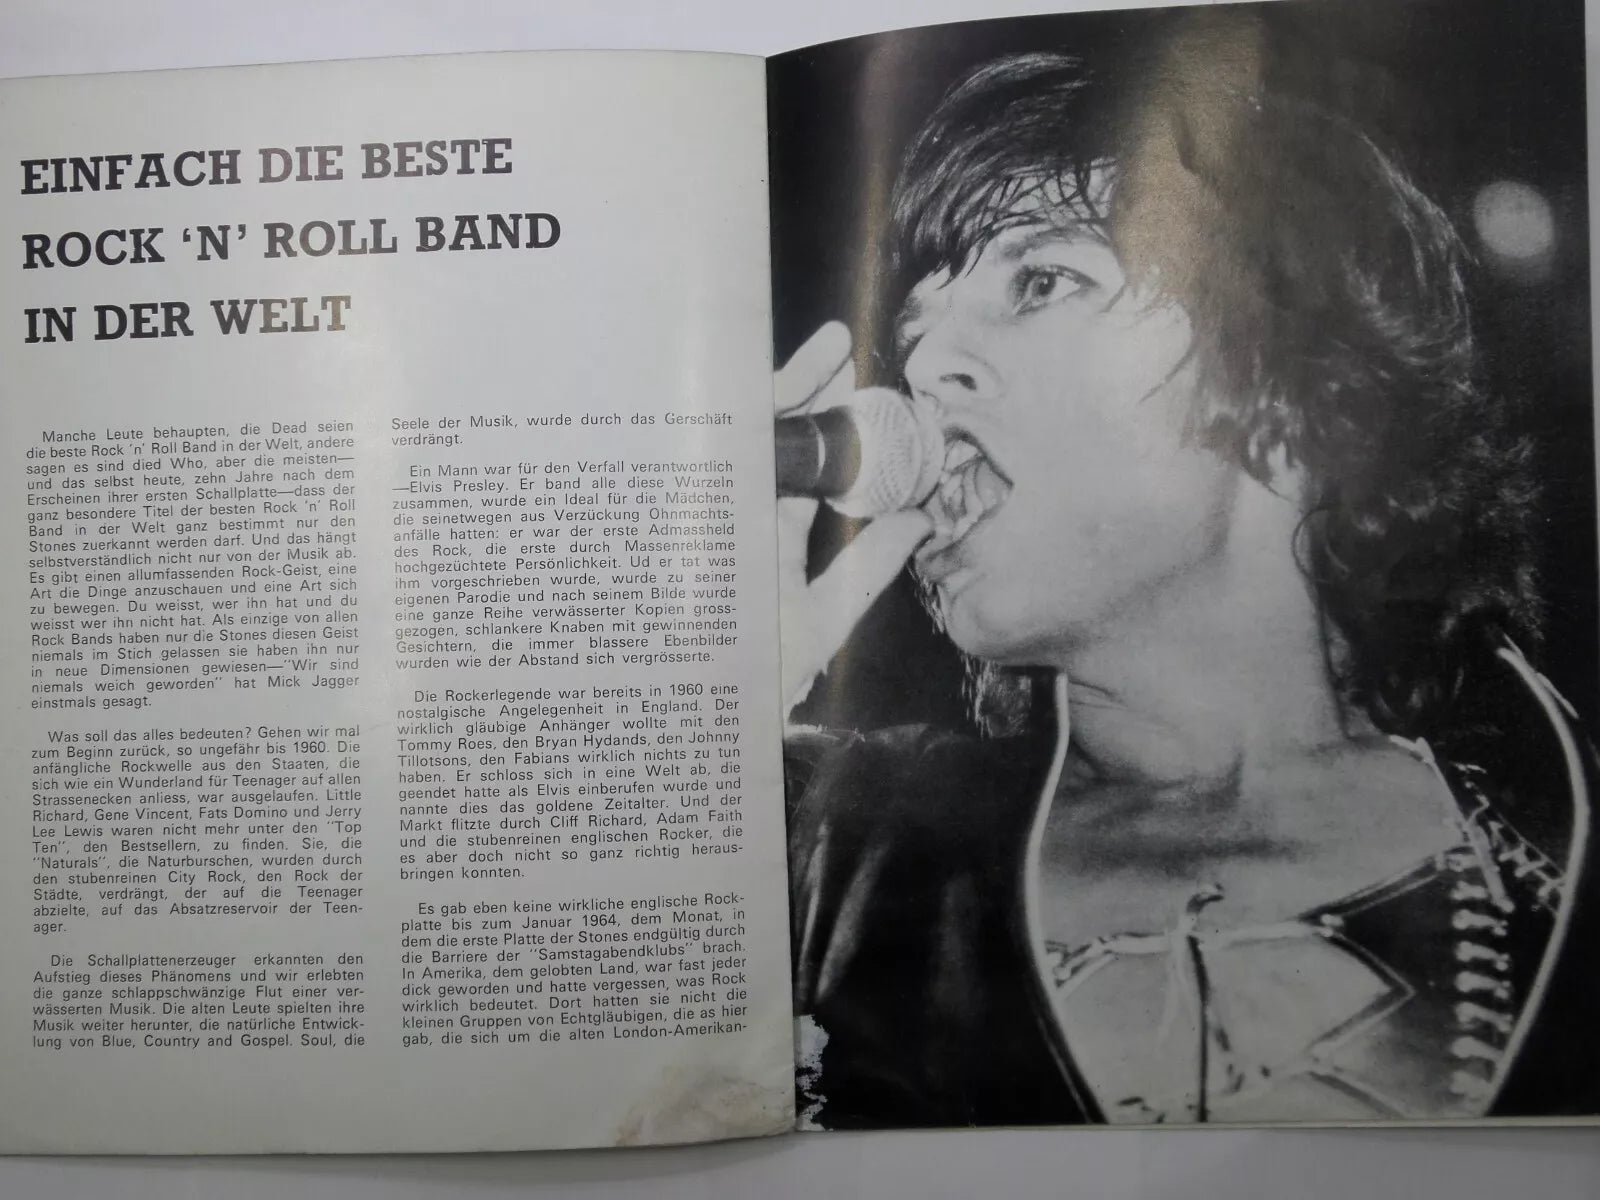 EINFACH DIE BESTE
ROCK 'N' ROLL BAND
IN DER WELT
Manche Leute behaupten, die Dead seien
die beste Rock 'n' Roll Band in der Welt, andere
sagen es sind died Who, aber die meisten—
und das selbst heute, zehn Jahre nach dem
Erscheinen ihrer ersten Schallplatte—dass der
ganz besondere Titel der besten Rock 'n' Roll
Band in der Welt ganz bestimmt nur den
Stones zuerkannt werden darf. Und das hängt
selbstverständlich nicht nur von der Musik ab.
Es gibt einen allumfassenden Rock-Geist, eine
Art die Dinge anzuschauen und eine Art sich
zu bewegen. Du weisst, wer ihn hat und du
weisst wer ihn nicht hat. Als einzige von allen
Rock Bands haben nur die Stones diesen Geist
niemals im Stich gelassen sie haben ihn nur
in neue Dimensionen gewiesen—"Wir sind
niemals weich geworden" hat Mick Jagger
einstmals gesagt.
Was soll das alles bedeuten? Gehen wir mal
zum Beginn zurück, so ungefähr bis 1960. Die
anfängliche Rockwelle aus den Staaten, die
sich wie ein Wunderland für Teenager auf allen
Strassenecken anliess, war ausgelaufen. Little
Richard, Gene Vincent, Fats Domino und Jerry
Lee Lewis waren nicht mehr unter den "Top
Ten", den Bestsellern, zu finden. Sie, die
"Naturals", die Naturburschen, wurden durch
den stubenreinen City Rock, den Rock der
Städte, verdrängt, der auf die Teenager
abzielte, auf das Absatzreservoir der Teen-
ager.
Die Schallplattenerzeuger erkannten den
Aufstieg dieses Phänomens und wir erlebten
die ganze schlappschwänzige Flut einer ver-
wässerten Musik. Die alten Leute spielten ihre
Musik weiter herunter, die natürliche Entwick-
lung von Blue, Country and Gospel. Soul, die
Seele der Musik, wurde durch das Gerschäft
verdrängt.
Ein Mann war für den Verfall verantwortlich
—Elvis Presley. Er band alle diese Wurzeln
zusammen, wurde ein Ideal für die Mädchen,
die seinetwegen aus Verzückung Ohnmachts-
anfälle hatten: er war der erste Admassheld
des Rock, die erste durch Massenreklame
hochgezüchtete Persönlichkeit. Ud er tat was
ihm vorgeschrieben wurde, wurde zu seiner
eigenen Parodie und nach seinem Bilde wurde
eine ganze Reihe verwässerter Kopien gross-
gezogen, schlankere Knaben mit gewinnenden
Gesichtern, die immer blassere Ebenbilder
wurden wie der Abstand sich vergrösserte.
Die Rockerlegende war bereits in 1960 eine
nostalgische Angelegenheit in England. Der
wirklich gläubige Anhänger wollte mit den
Tommy Roes, den Bryan Hydands, den Johnny
Tillotsons, den Fabians wirklich nichts zu tun
haben. Er schloss sich in eine Welt ab, die
geendet hatte als Elvis einberufen wurde und
nannte dies das goldene Zeitalter. Und der
Markt flitzte durch Cliff Richard, Adam Faith
und die stubenreinen englischen Rocker, die
es aber doch nicht so ganz richtig heraus-
bringen konnten.
Es gab eben keine wirkliche englische Rock-
platte bis zum Januar 1964, dem Monat, in
dem die erste Platte der Stones endgültig durch
die Barriere der "Samstagabendklubs" brach.
In Amerika, dem gelobten Land, war fast jeder
dick geworden und hatte vergessen, was Rock
wirklich bedeutet. Dort hatten sie nicht die
kleinen Gruppen von Echtgläubigen, die as hier
gab, die sich um die alten London-Amerikan-